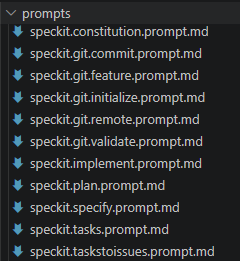 prompts
speckit.constitution.prompt.md
speckit.git.commit.prompt.md
speckit.git.feature.prompt.md
speckit.git.initialize.prompt.md
speckit.git.remote.prompt.md
speckit.git.validate.prompt.md
speckit.implement.prompt.md
speckit.plan.prompt.md
speckit.specify.prompt.md
speckit.tasks.prompt.md
speckit.taskstoissues.prompt.md